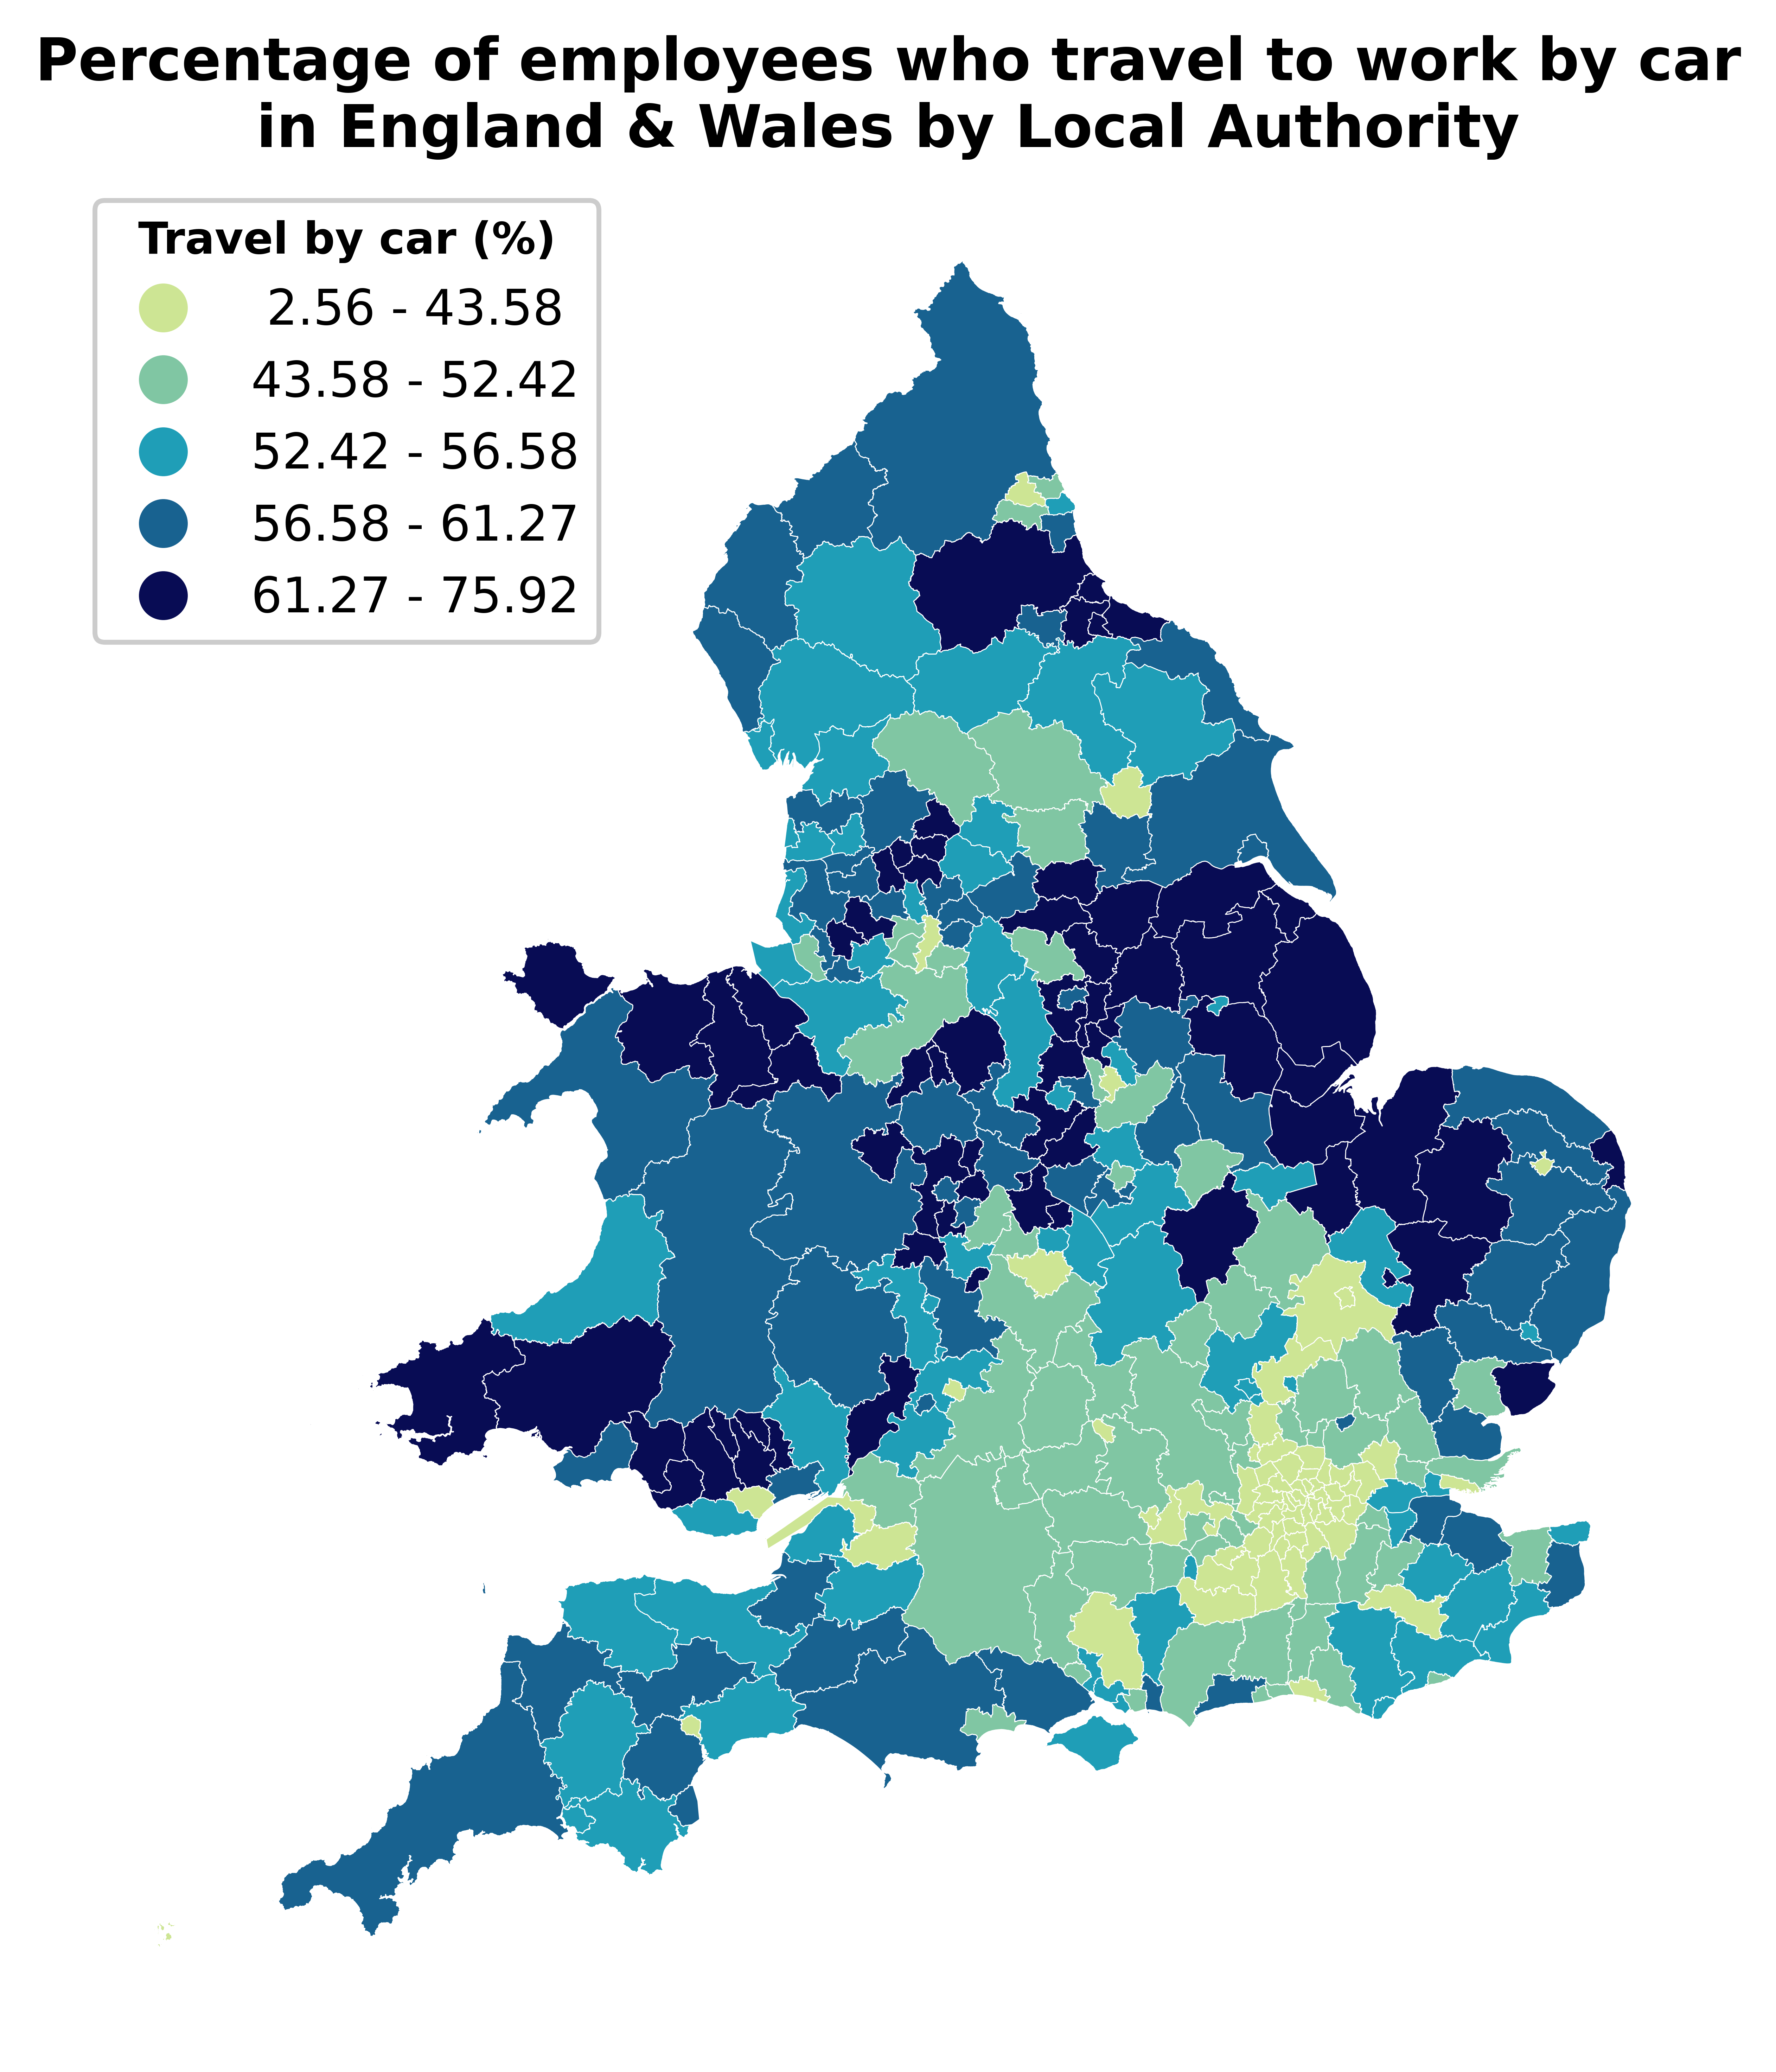 Percentage of employees who travel to work by car
in England & Wales by Local Authority
Travel by car (%)
2.56 - 43.58
43.58 - 52.42
52.42 - 56.58
56.58 - 61.27
61.27 - 75.92